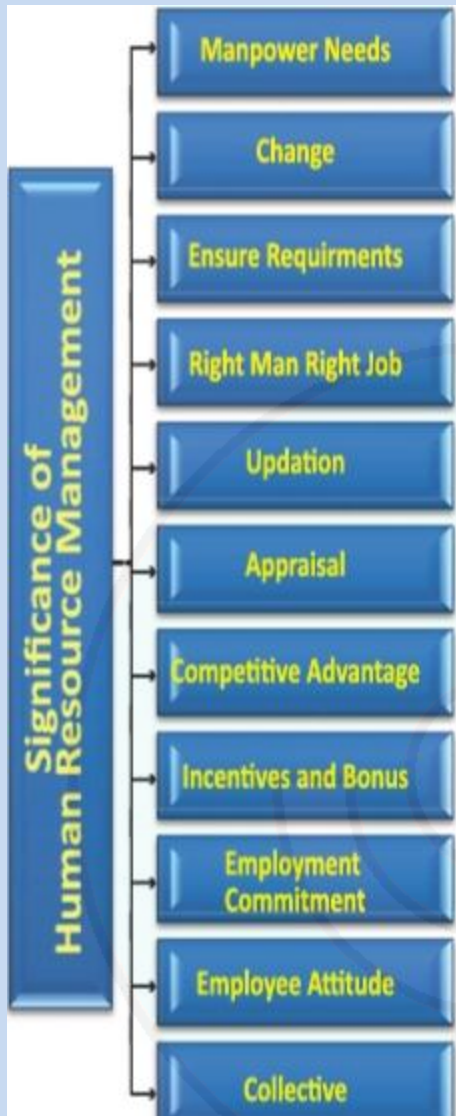 Significance of
Human Resource Management
Manpower Needs
Change
Ensure Requirments
Right Man Right Job
Updation
Appraisal
Competitive Advantage
Incentives and Bonus
Employment
Commitment
Employee Attitude
Collective